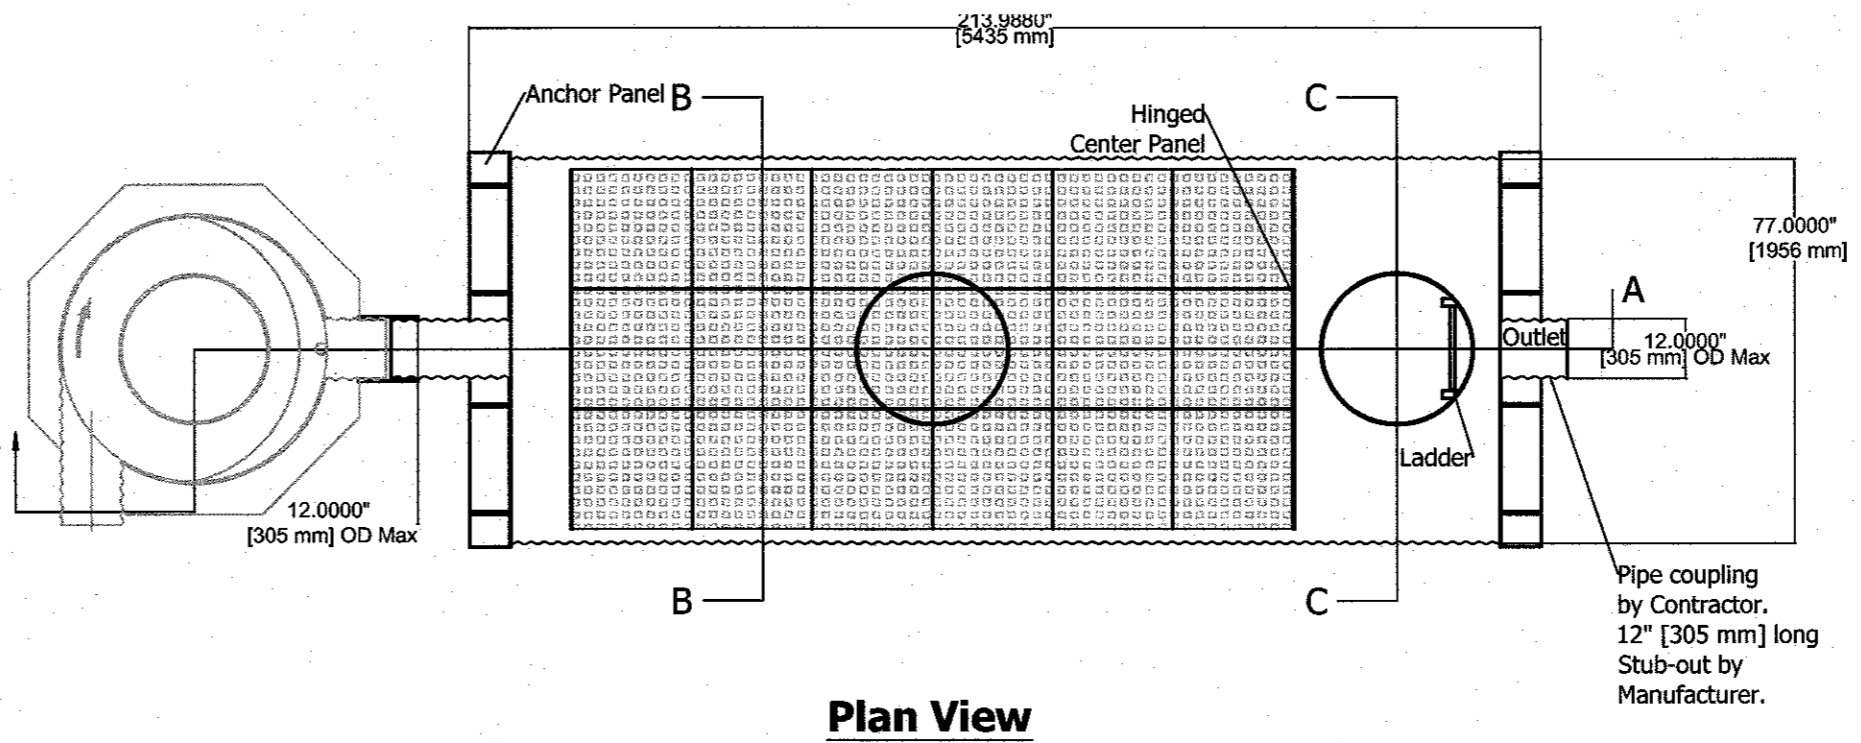 213.9880"
[5435 mm]
Anchor Panel
B
C
Hinged
Center Panel
77.0000"
[1956 mm]
A
Outlet
12.0000"
[305 mm] OD Max
Ladder
12.0000"
[305 mm] OD Max
B
C
Pipe coupling
by Contractor.
12" [305 mm] long
Stub-out by
Manufacturer.
Plan View